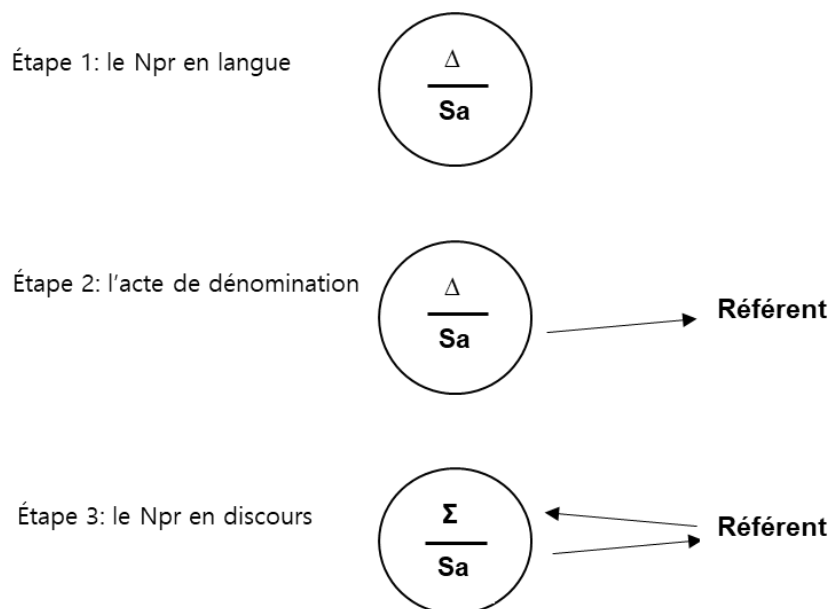 Δ
Étape 1: le Npr en langue
Sa
Δ
Étape 2: l'acte de dénomination
Référent
Sa
Σ
Étape 3: le Npr en discours
Référent
Sa